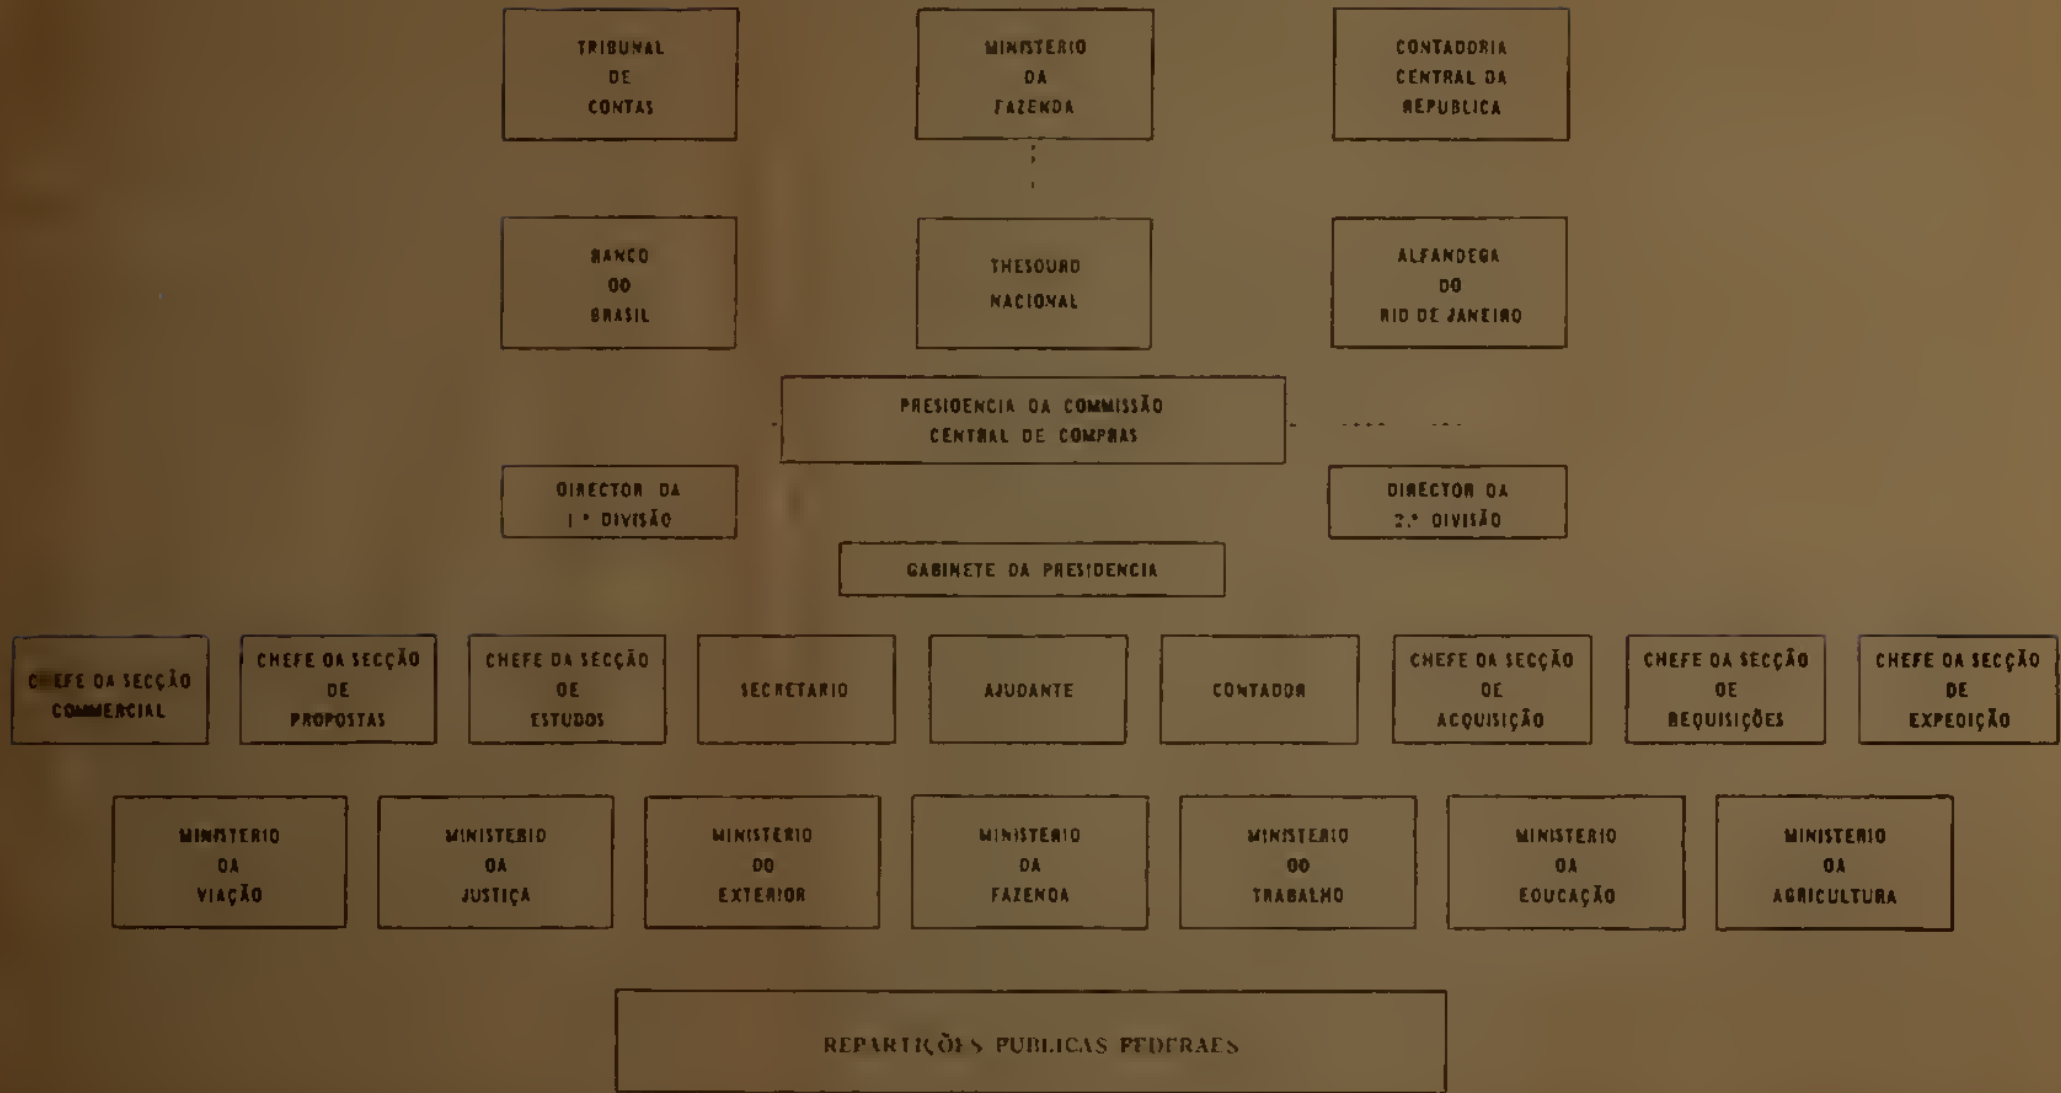 TRIBUNAL
DE
CONTAS
MINISTERIO
DA
FAZENDA
CONTADORIA
CENTRAL DA
REPUBLICA
BANCO
DO
BRASIL
THESOURO
NACIONAL
ALFANDEGA
DO
RIO DE JANEIRO
PRESIDENCIA DA COMMISSÃO
CENTRAL DE COMPRAS
DIRECTOR DA
1.ª DIVISÃO
DIRECTOR DA
2.ª DIVISÃO
GABINETE DA PRESIDENCIA
CHEFE DA SECÇÃO
COMMERCIAL
CHEFE DA SECÇÃO
DE
PROPOSTAS
CHEFE DA SECÇÃO
DE
ESTUDOS
SECRETARIO
AJUDANTE
CONTADOR
CHEFE DA SECÇÃO
DE
ACQUISIÇÃO
CHEFE DA SECÇÃO
DE
REQUISIÇÕES
CHEFE DA SECÇÃO
DE
EXPEDIÇÃO
MINISTERIO
DA
VIAÇÃO
MINISTERIO
DA
JUSTIÇA
MINISTERIO
DO
EXTERIOR
MINISTERIO
DA
FAZENDA
MINISTERIO
DO
TRABALHO
MINISTERIO
DA
EDUCAÇÃO
MINISTERIO
DA
AGRICULTURA
REPARTIÇÕES PUBLICAS FEDERAES